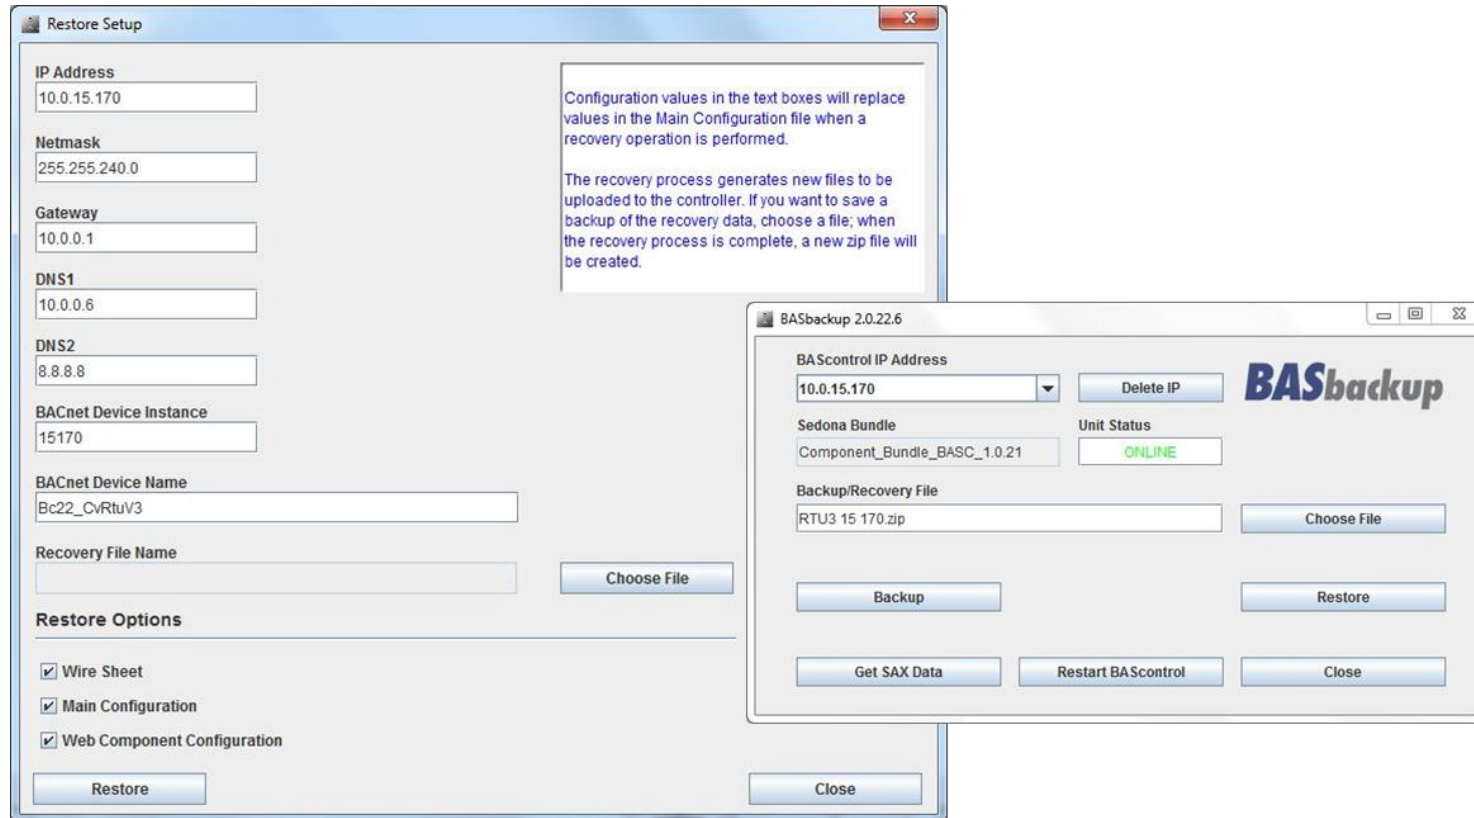 Restore Setup
IP Address
10.0.15.170
Netmask
255.255.240.0
Gateway
10.0.0.1
DNS1
10.0.0.6
DNS2
8.8.8.8
BACnet Device Instance
15170
BACnet Device Name
Bc22_CvRtuV3
Recovery File Name
Choose File
Restore Options
Wire Sheet
Main Configuration
Web Component Configuration
Restore
Close
Configuration values in the text boxes will replace
values in the Main Configuration file when a
recovery operation is performed.
The recovery process generates new files to be
uploaded to the controller. If you want to save a
backup of the recovery data, choose a file; when
the recovery process is complete, a new zip file will
be created.
BASbackup 2.0.22.6
BAScontrol IP Address
10.0.15.170
Delete IP
BASbackup
Sedona Bundle
Unit Status
Component_Bundle_BASC_1.0.21
ONLINE
Backup/Recovery File
RTU3 15 170.zip
Choose File
Backup
Restore
Get SAX Data
Restart BAScontrol
Close